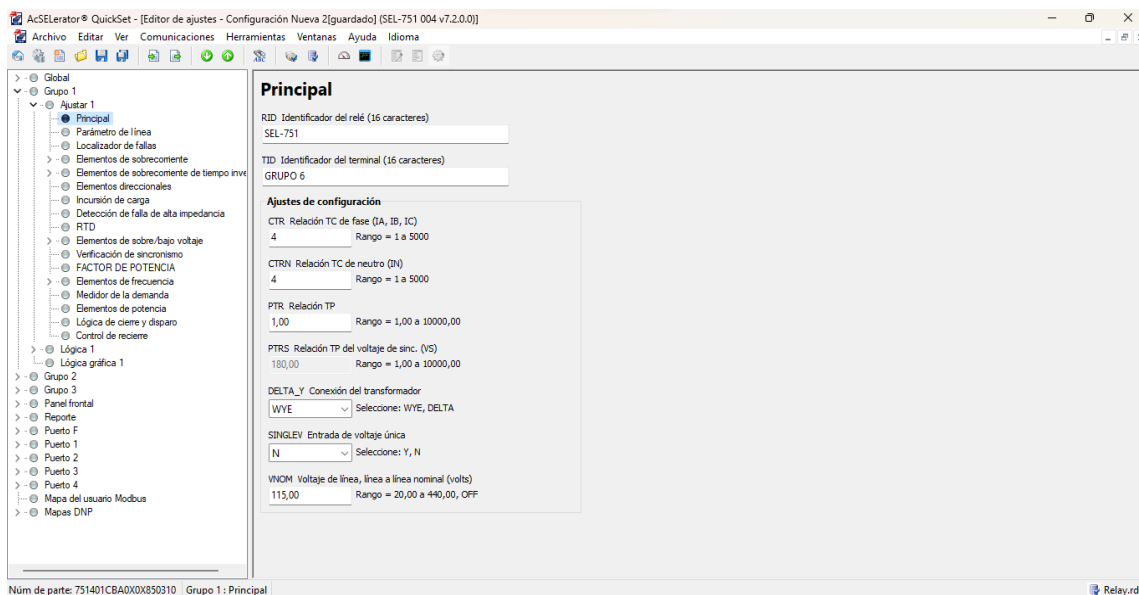 AcSELerator® QuickSet - [Editor de ajustes - Configuración Nueva 2[guardado] (SEL-751 004 v7.2.0.0)]
Archivo Editar Ver Comunicaciones Herramientas Ventanas Ayuda Idioma
Global
Grupo 1
Ajustar 1
Principal
Parámetro de línea
Localizador de fallas
Elementos de sobrecorriente
Elementos de sobrecorriente de tiempo inve
Elementos direccionales
Incursión de carga
Detección de falla de alta impedancia
RTD
Elementos de sobre/bajo voltaje
Verificación de sincronismo
FACTOR DE POTENCIA
Elementos de frecuencia
Medidor de la demanda
Elementos de potencia
Lógica de cierre y disparo
Control de recierre
Lógica 1
Lógica gráfica 1
Grupo 2
Grupo 3
Panel frontal
Reporte
Puerto F
Puerto 1
Puerto 2
Puerto 3
Puerto 4
Mapa del usuario Modbus
Mapas DNP
Principal
RID Identificador del relé (16 caracteres)
SEL-751
TID Identificador del terminal (16 caracteres)
GRUPO 6
Ajustes de configuración
CTR Relación TC de fase (IA, IB, IC)
4 Rango = 1 a 5000
CTRN Relación TC de neutro (IN)
4 Rango = 1 a 5000
PTR Relación TP
1,00 Rango = 1,00 a 10000,00
PTRS Relación TP del voltaje de sinc. (VS)
180,00 Rango = 1,00 a 10000,00
DELTA_Y Conexión del transformador
WYE Seleccione: WYE, DELTA
SINGLEV Entrada de voltaje única
N Seleccione: Y, N
VNOM Voltaje de línea, línea a línea nominal (volts)
115,00 Rango = 20,00 a 440,00, OFF
Núm de parte: 751401CBA0X0X850310 Grupo 1 : Principal Relay.rd